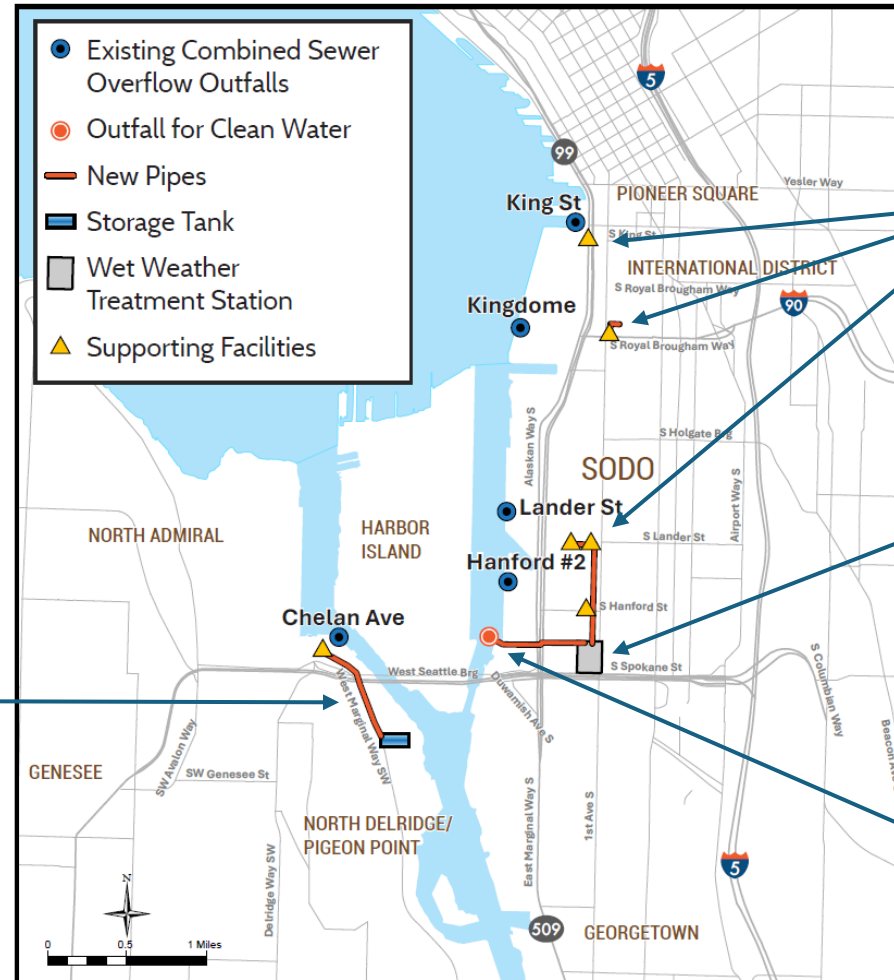 Existing Combined Sewer
Overflow Outfalls
Outfall for Clean Water
New Pipes
Storage Tank
Wet Weather
Treatment Station
Supporting Facilities
5
99
Yesler Way
PIONEER SQUARE
King St
S King St
INTERNATIONAL DISTRICT
S Royal Brougham Way
90
Kingdome
S Royal Brougham Way
Alaskan Way S
S Holgate Brg
SODO
Airport Way S
Lander St
S Lander St
NORTH ADMIRAL
HARBOR
ISLAND
Hanford #2
S Hanford St
Chelan Ave
West Seattle Brg
S Spokane St
S Columbian Way
Duwamish Ave S
West Marginal Way SW
SW Avalon Way
GENESEE
SW Genesee St
East Marginal Way S
1st Ave S
NORTH DELRIDGE/
PIGEON POINT
Delridge Way SW
5
509
GEORGETOWN
N
0 0.5 1 Miles